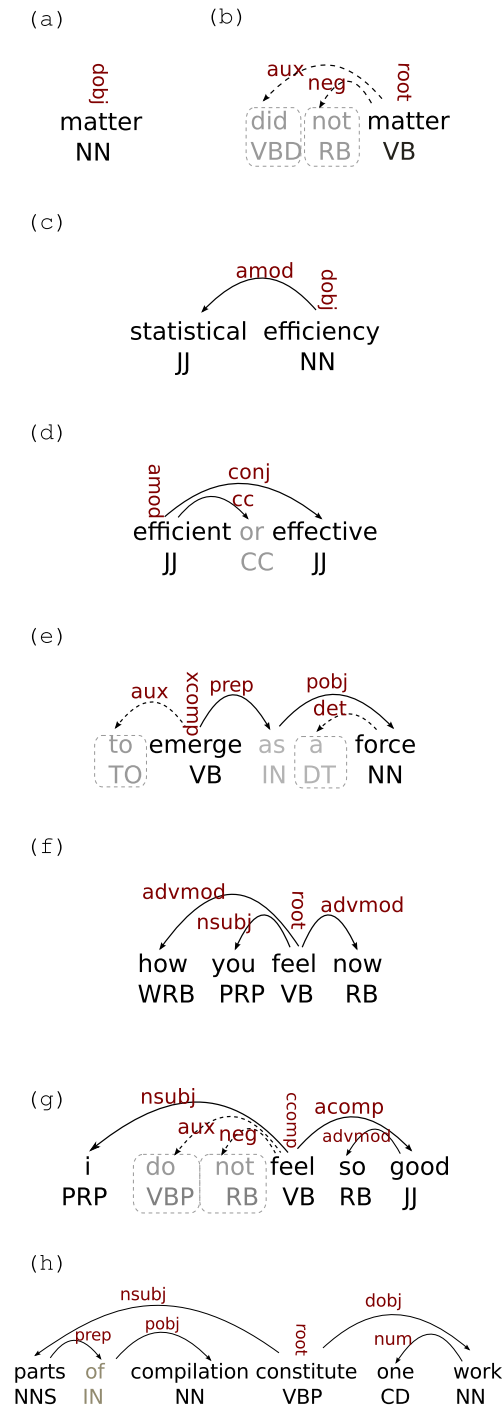 (a)
(b)
dobj
matter
NN
aux
neg
root
did not matter
VBD RB VB
(c)
amod
dobj
statistical efficiency
JJ NN
(d)
amod
conj
cc
efficient or effective
JJ CC JJ
(e)
aux
xcomp
prep
pobj
det
to emerge as a force
TO VB IN DT NN
(f)
advmod
nsubj
root
advmod
how you feel now
WRB PRP VB RB
(g)
nsubj
aux
neg
ccomp
acomp
advmod
i do not feel so good
PRP VBP RB VB RB JJ
(h)
nsubj
prep
pobj
root
dobj
num
parts of compilation constitute one work
NNS IN NN VBP CD NN